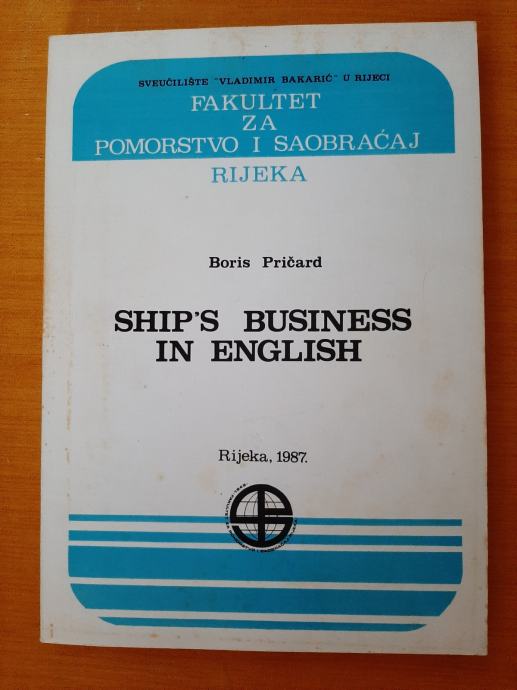 SVEUČILIŠTE "VLADIMIR BAKARIĆ" U RIJECI
FAKULTET
ZA
POMORSTVO I SAOBRAĆAJ
RIJEKA
Boris Pričard
SHIP'S BUSINESS
IN ENGLISH
Rijeka, 1987.